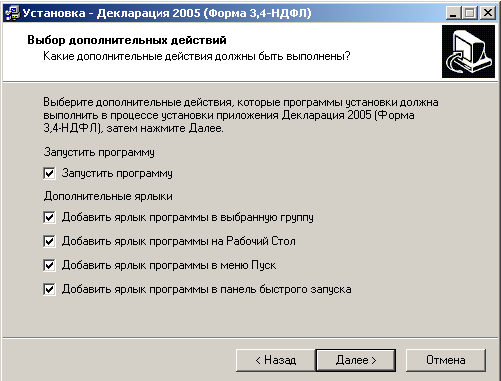 Установка - Декларация 2005 (Форма 3,4-НДФЛ)
Выбор дополнительных действий
Какие дополнительные действия должны быть выполнены?
Выберите дополнительные действия, которые программы установки должна
выполнить в процессе установки приложения Декларация 2005 (Форма
3,4-НДФЛ), затем нажмите Далее.
Запустить программу
Запустить программу
Дополнительные ярлыки
Добавить ярлык программы в выбранную группу
Добавить ярлык программы на Рабочий Стол
Добавить ярлык программы в меню Пуск
Добавить ярлык программы в панель быстрого запуска
< Назад
Далее >
Отмена